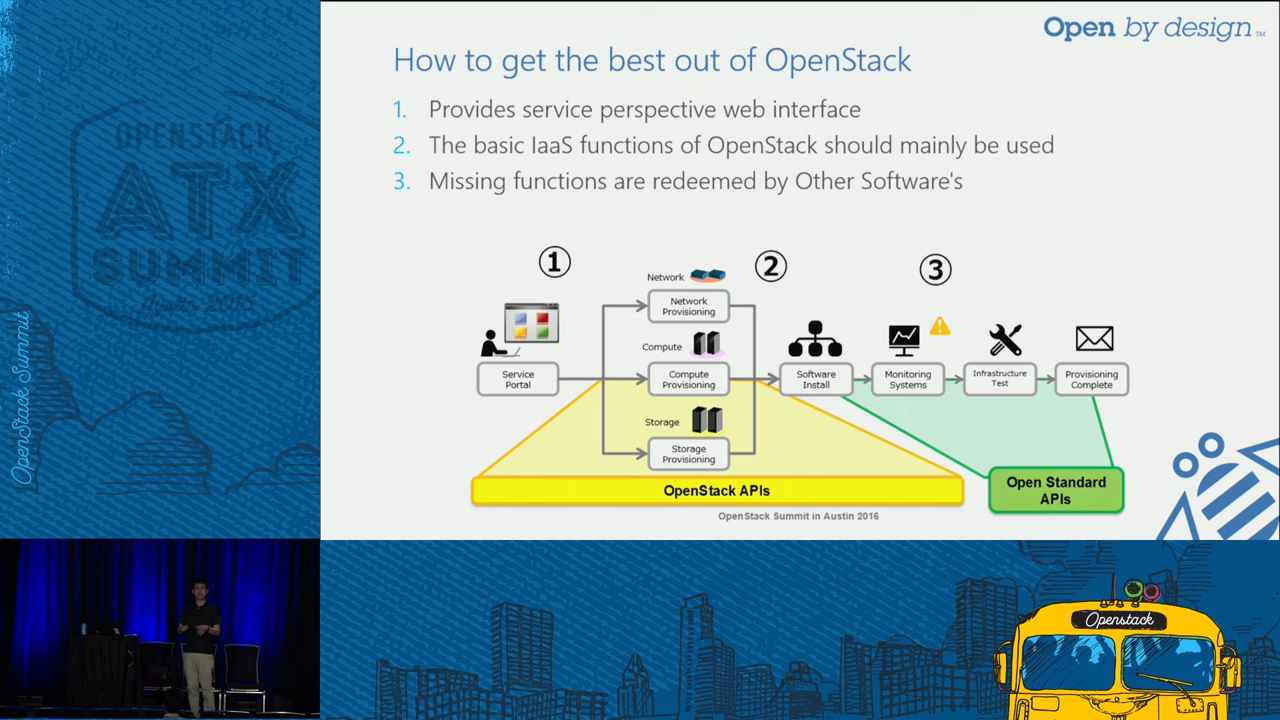 OPENSTACK
ATX
SUMMIT
Austin 2016
OpenStack Summit
Open by design TM
How to get the best out of OpenStack
1. Provides service perspective web interface
2. The basic IaaS functions of OpenStack should mainly be used
3. Missing functions are redeemed by Other Software's
①
②
③
Network
Network
Provisioning
Compute
Service
Portal
Compute
Provisioning
Software
Install
Monitoring
Systems
Infrastructure
Test
Provisioning
Complete
Storage
Storage
Provisioning
OpenStack APIs
Open Standard
APIs
OpenStack Summit in Austin 2016
Openstack